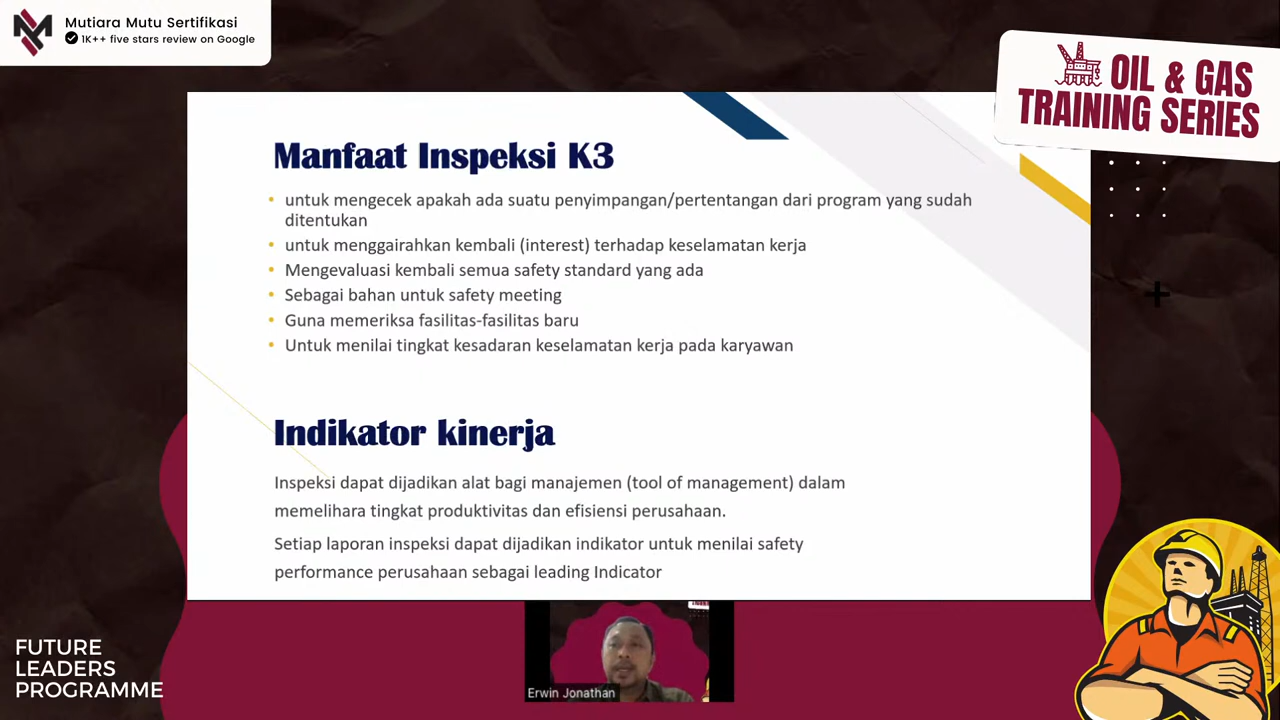 Mutiara Mutu Sertifikasi
1K++ five stars review on Google
OIL & GAS
TRAINING SERIES
Manfaat Inspeksi K3
• untuk mengecek apakah ada suatu penyimpangan/pertentangan dari program yang sudah
ditentukan
• untuk menggairahkan kembali (interest) terhadap keselamatan kerja
• Mengevaluasi kembali semua safety standard yang ada
• Sebagai bahan untuk safety meeting
• Guna memeriksa fasilitas-fasilitas baru
• Untuk menilai tingkat kesadaran keselamatan kerja pada karyawan
Indikator kinerja
Inspeksi dapat dijadikan alat bagi manajemen (tool of management) dalam
memelihara tingkat produktivitas dan efisiensi perusahaan.
Setiap laporan inspeksi dapat dijadikan indikator untuk menilai safety
performance perusahaan sebagai leading Indicator
Erwin Jonathan
FUTURE
LEADERS
PROGRAMME